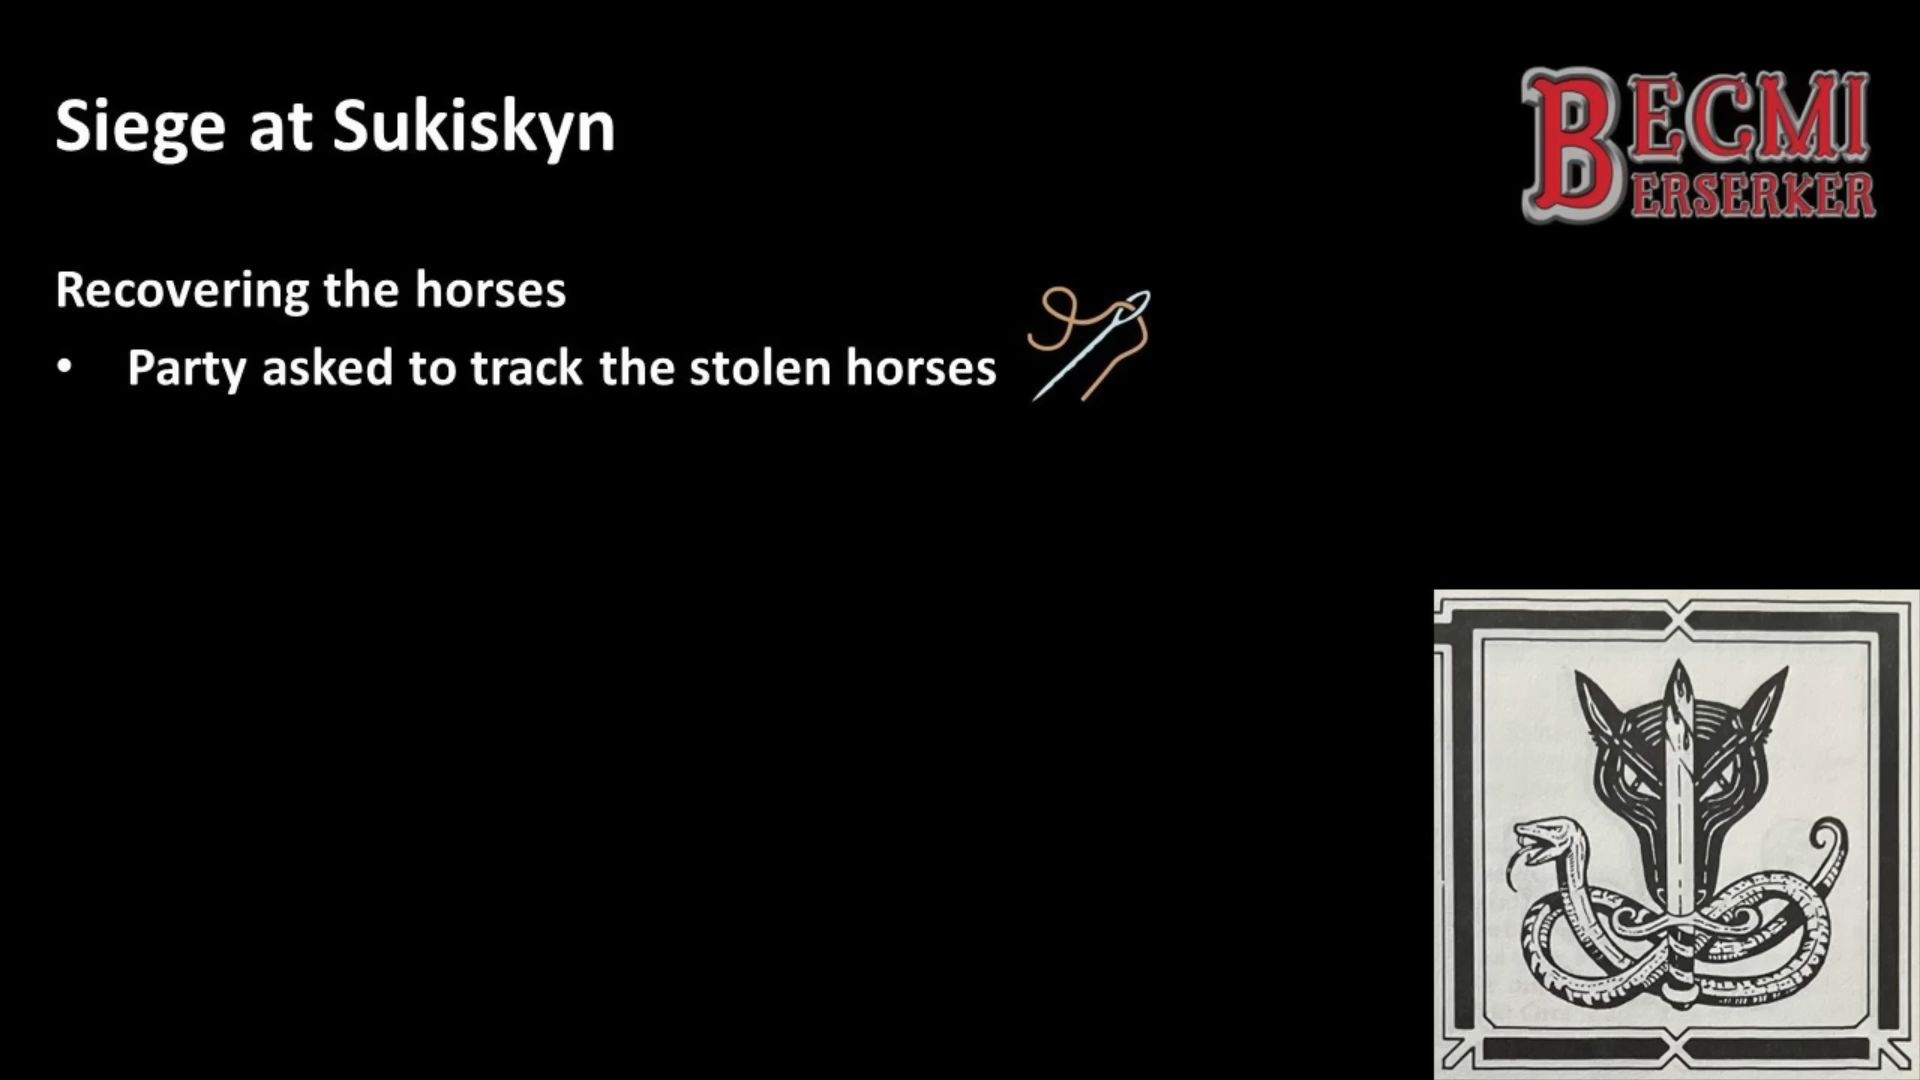 Siege at Sukiskyn
BECMI
BERSERKER
Recovering the horses
• Party asked to track the stolen horses